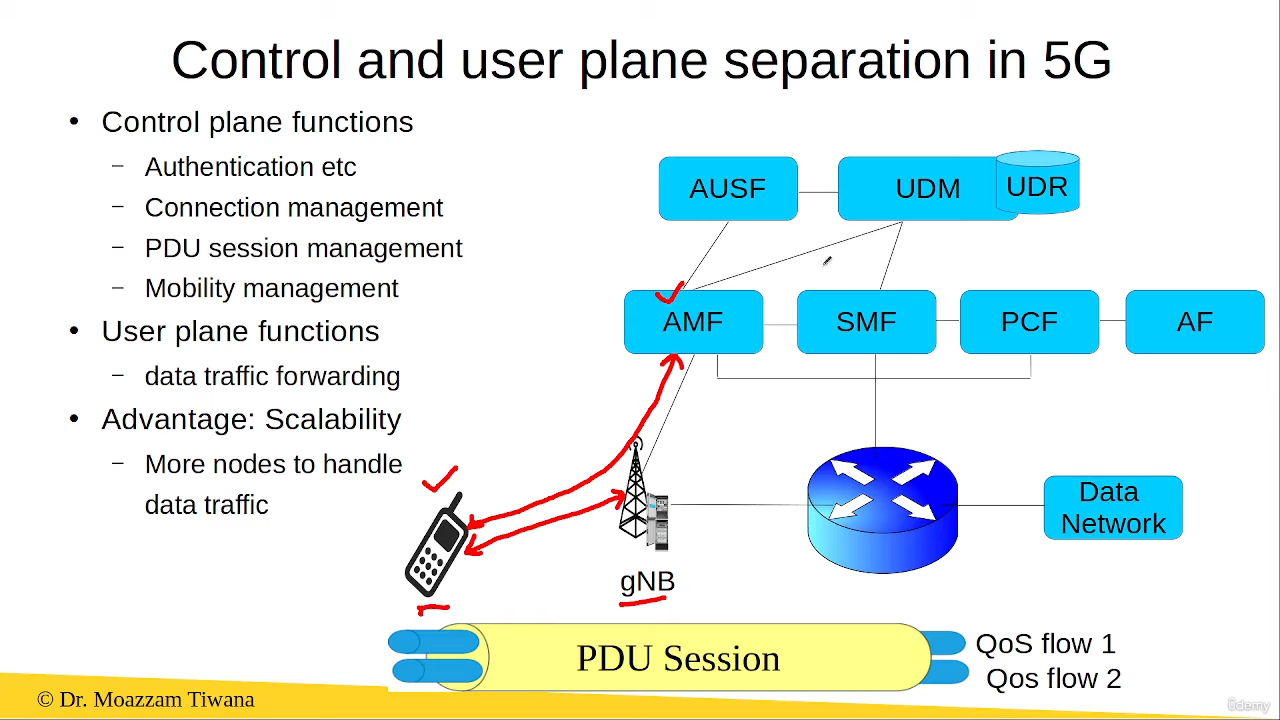 Control and user plane separation in 5G
• Control plane functions
– Authentication etc
– Connection management
– PDU session management
– Mobility management
• User plane functions
– data traffic forwarding
• Advantage: Scalability
– More nodes to handle
data traffic
AUSF
UDM
UDR
AMF
SMF
PCF
AF
Data
Network
gNB
PDU Session
QoS flow 1
Qos flow 2
© Dr. Moazzam Tiwana
ûdemy